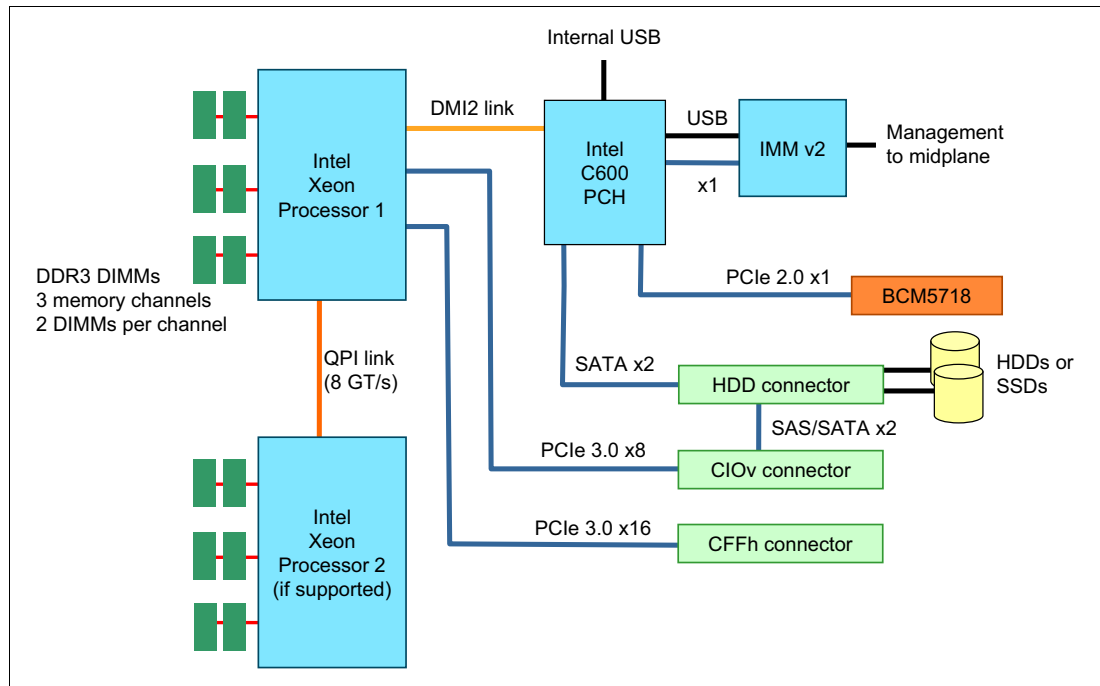 Internal USB
DMI2 link
USB
x1
Intel
Xeon
Processor 1
Intel
C600
PCH
IMM v2
Management
to midplane
DDR3 DIMMs
3 memory channels
2 DIMMs per channel
PCIe 2.0 x1
BCM5718
QPI link
(8 GT/s)
SATA x2
HDD connector
HDDs or
SSDs
SAS/SATA x2
PCIe 3.0 x8
CIOv connector
Intel
Xeon
Processor 2
(if supported)
PCIe 3.0 x16
CFFh connector